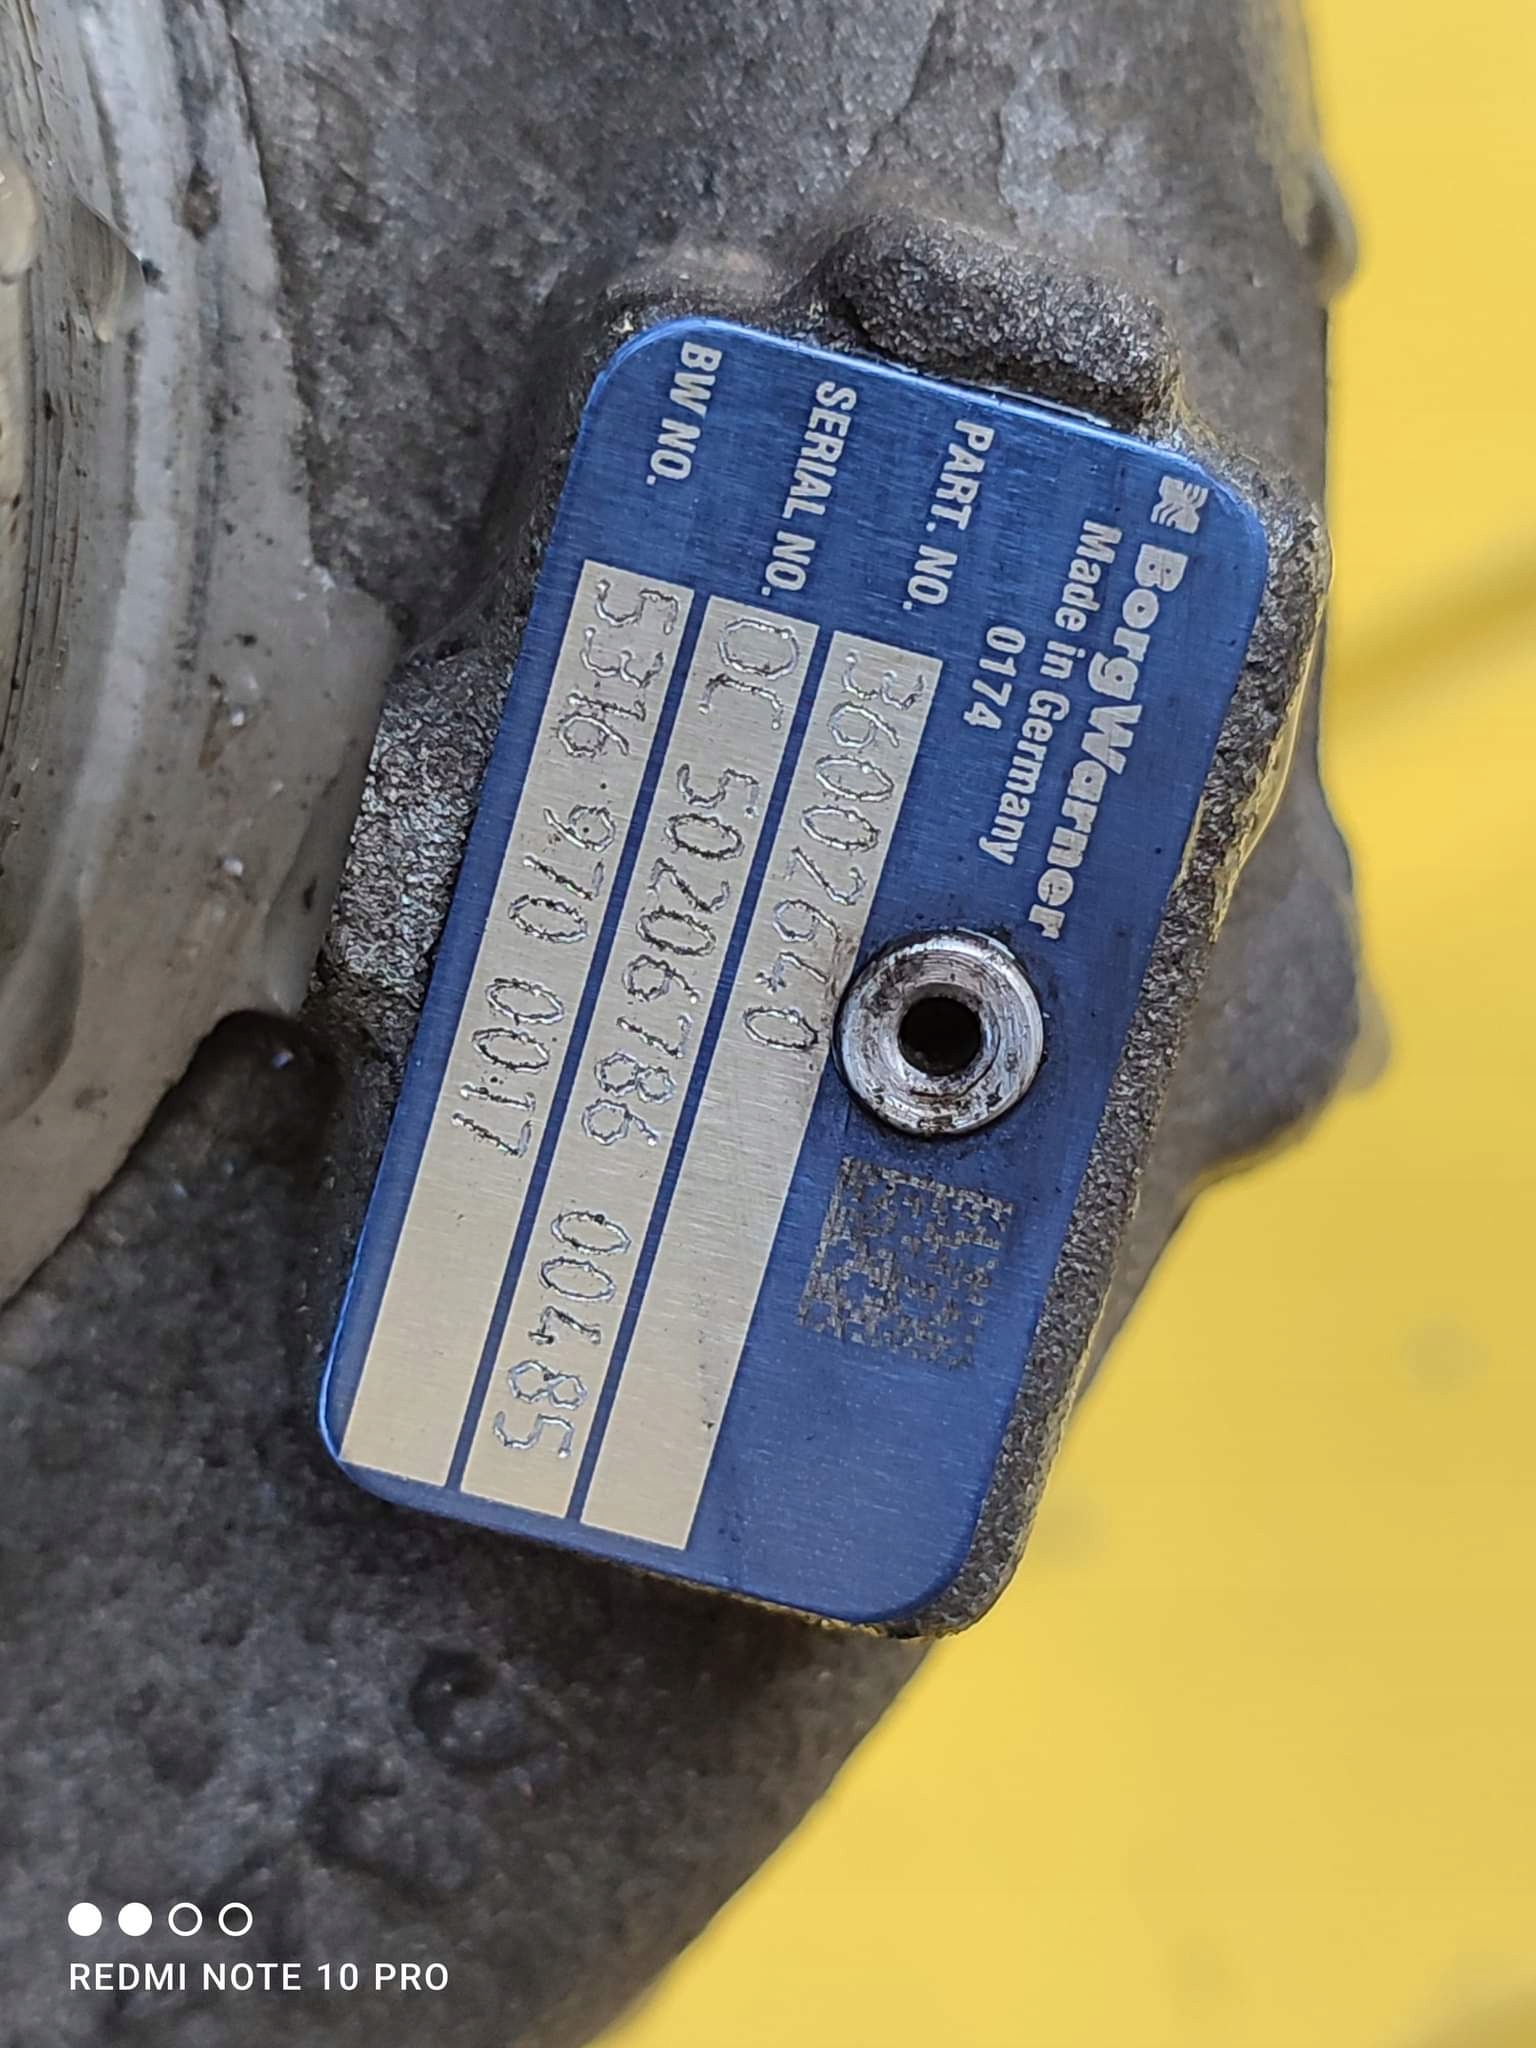 BorgWarner
Made in Germany
0174
PART. NO. 36002640
SERIAL NO. OC 50206786 00485
BW NO. 5316.970 0017
REDMI NOTE 10 PRO